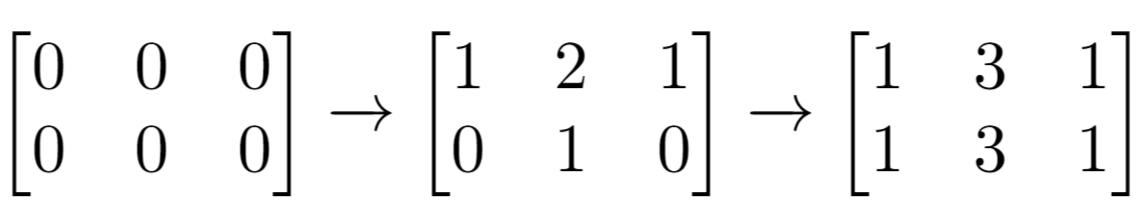 [0 0 0] → [1 2 1] → [1 3 1]
[0 0 0] [0 1 0] [1 3 1]